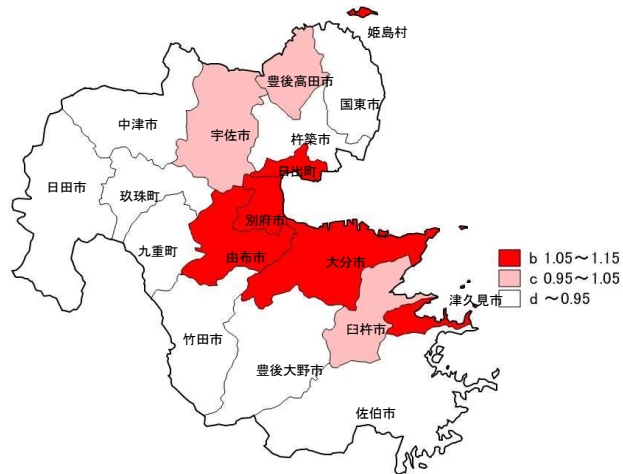 姫島村
豊後高田市
国東市
中津市
宇佐市
杵築市
日出町
日田市
玖珠町
別府市
九重町
由布市
大分市
b 1.05～1.15
c 0.95～1.05
d ～0.95
津久見市
臼杵市
竹田市
豊後大野市
佐伯市